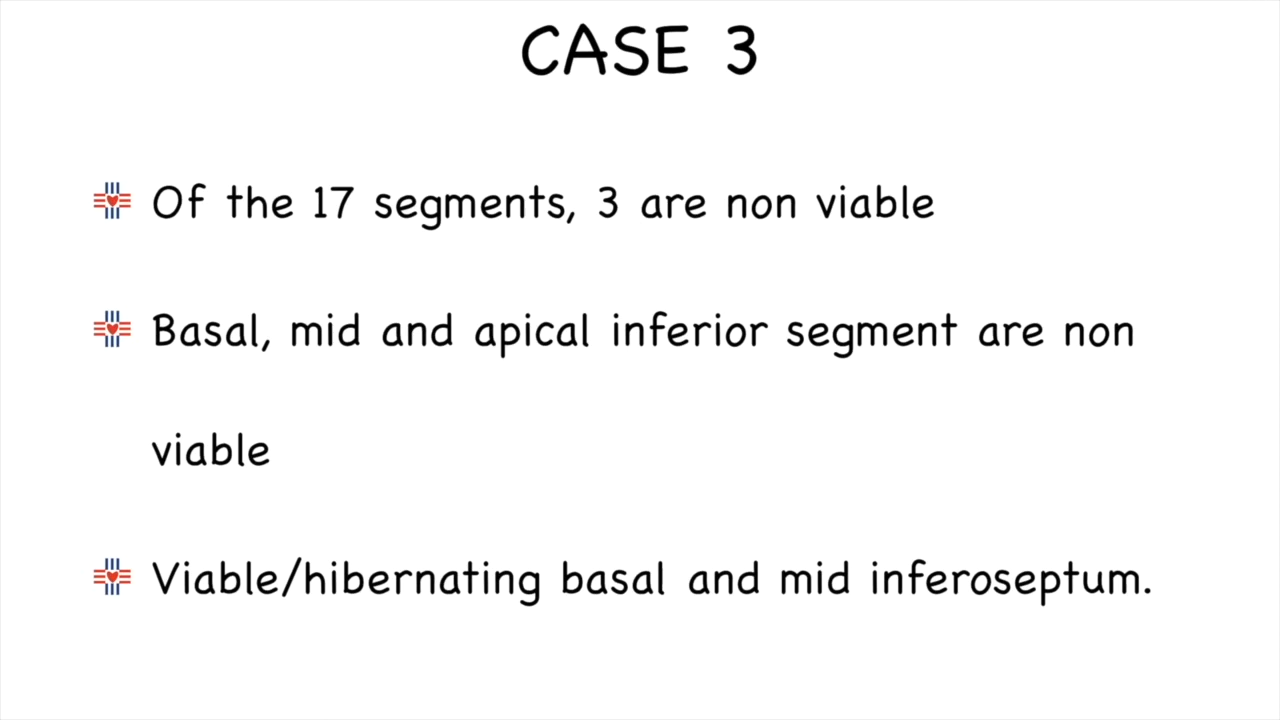 CASE 3
Of the 17 segments, 3 are non viable
Basal, mid and apical inferior segment are non
viable
Viable/hibernating basal and mid inferoseptum.